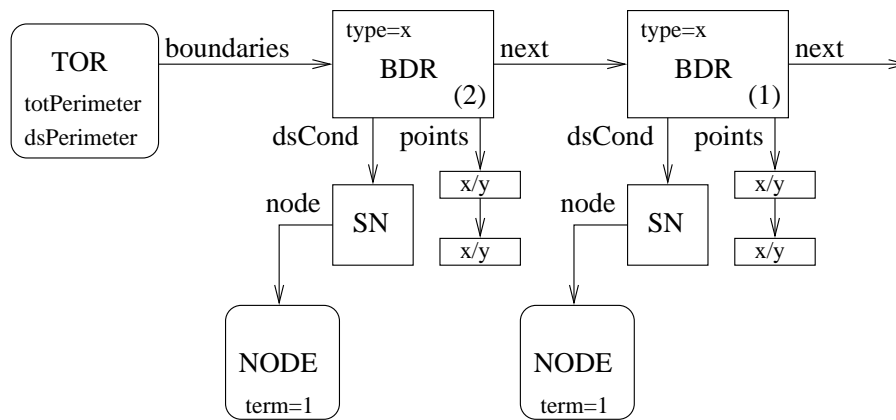 TOR
totPerimeter
dsPerimeter
boundaries
type=x
BDR
(2)
next
type=x
BDR
(1)
next
dsCond
points
dsCond
points
x/y
x/y
node
SN
x/y
node
SN
x/y
NODE
term=1
NODE
term=1